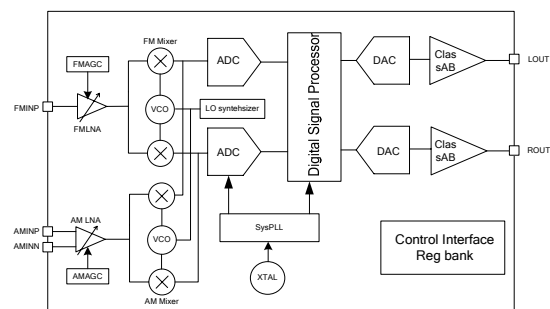 FM Mixer
FMAGC
FMINP
FMLNA
VCO
LO syntehsizer
ADC
ADC
Digital Signal Processor
DAC
DAC
Clas
sAB
Clas
sAB
LOUT
ROUT
AM LNA
AMINP
AMINN
AMAGC
VCO
AM Mixer
SysPLL
XTAL
Control Interface
Reg bank